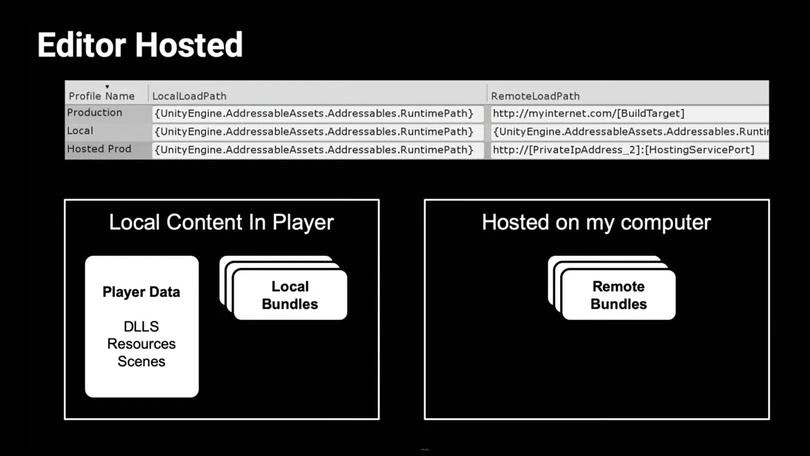 Editor Hosted
Profile Name LocalLoadPath RemoteLoadPath
Production {UnityEngine.AddressableAssets.Addressables.RuntimePath} http://myinternet.com/[BuildTarget]
Local {UnityEngine.AddressableAssets.Addressables.RuntimePath} {UnityEngine.AddressableAssets.Addressables.Runtin
Hosted Prod {UnityEngine.AddressableAssets.Addressables.RuntimePath} http://[PrivateIpAddress_2]:[HostingServicePort]
Local Content In Player
Player Data
DLLS
Resources
Scenes
Local
Bundles
Hosted on my computer
Remote
Bundles